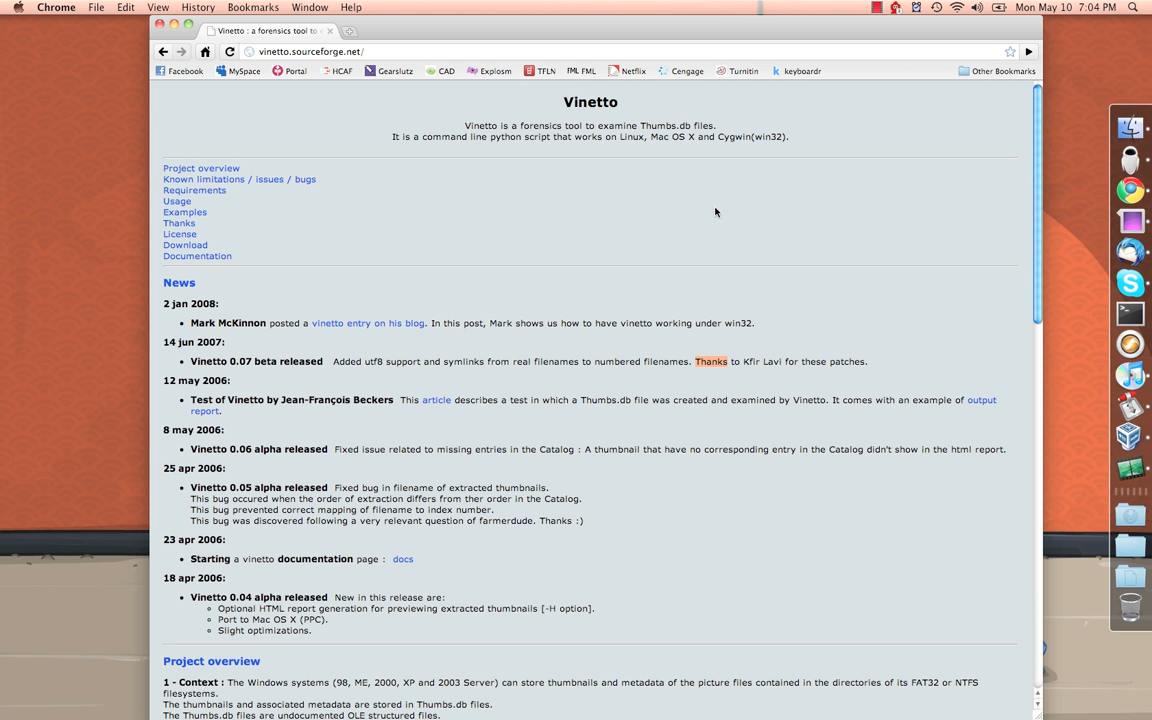 Chrome File Edit View History Bookmarks Window Help Mon May 10 7:04 PM
Vinetto : a forensics tool to
vinetto.sourceforge.net/
Facebook MySpace Portal HCAF Gearslutz CAD Explosm TFLN FML FML Netflix Cengage Turnitin keyboardr Other Bookmarks
Vinetto
Vinetto is a forensics tool to examine Thumbs.db files.
It is a command line python script that works on Linux, Mac OS X and Cygwin(win32).
Project overview
Known limitations / issues / bugs
Requirements
Usage
Examples
Thanks
License
Download
Documentation
News
2 jan 2008:
Mark McKinnon posted a vinetto entry on his blog. In this post, Mark shows us how to have vinetto working under win32.
14 jun 2007:
Vinetto 0.07 beta released Added utf8 support and symlinks from real filenames to numbered filenames. Thanks to Kfir Lavi for these patches.
12 may 2006:
Test of Vinetto by Jean-François Beckers This article describes a test in which a Thumbs.db file was created and examined by Vinetto. It comes with an example of output
report.
8 may 2006:
Vinetto 0.06 alpha released Fixed issue related to missing entries in the Catalog : A thumbnail that have no corresponding entry in the Catalog didn't show in the html report.
25 apr 2006:
Vinetto 0.05 alpha released Fixed bug in filename of extracted thumbnails.
This bug occured when the order of extraction differs from ther order in the Catalog.
This bug prevented correct mapping of filename to index number.
This bug was discovered following a very relevant question of farmerdude. Thanks :)
23 apr 2006:
Starting a vinetto documentation page : docs
18 apr 2006:
Vinetto 0.04 alpha released New in this release are:
Optional HTML report generation for previewing extracted thumbnails [-H option].
Port to Mac OS X (PPC).
Slight optimizations.
Project overview
1 - Context : The Windows systems (98, ME, 2000, XP and 2003 Server) can store thumbnails and metadata of the picture files contained in the directories of its FAT32 or NTFS
filesystems.
The thumbnails and associated metadata are stored in Thumbs.db files.
The Thumbs.db files are undocumented OLE structured files.